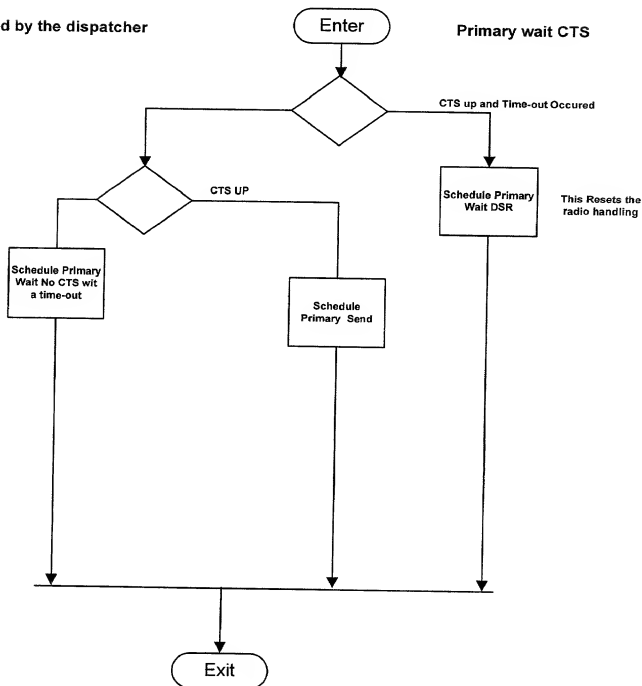 d by the dispatcher
Enter
Primary wait CTS
CTS up and Time-out Occured
CTS UP
Schedule Primary
Wait DSR
This Resets the
radio handling
Schedule Primary
Wait No CTS wit
a time-out
Schedule
Primary Send
Exit